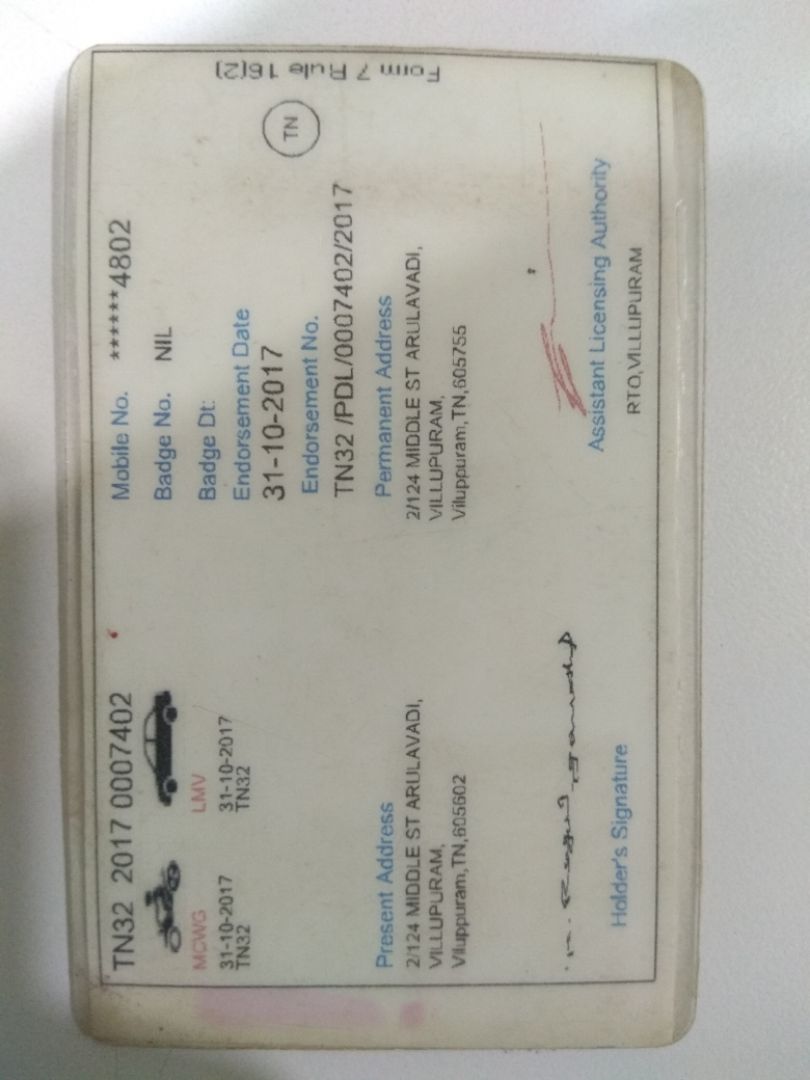 Form 7 Rule 16(2)
TN32 2017 0007402
MCWG
31-10-2017
TN32
LMV
31-10-2017
TN32
Mobile No. ******4802
Badge No. NIL
Badge Dt:
Endorsement Date
31-10-2017
TN
Endorsement No.
TN32 /PDL/0007402/2017
Present Address
2/124 MIDDLE ST ARULAVADI,
VILLUPURAM,
Viluppuram,TN,605602
Permanent Address
2/124 MIDDLE ST ARULAVADI,
VILLUPURAM,
Viluppuram,TN,605755
Holder's Signature
Assistant Licensing Authority
RTO,VILLUPURAM